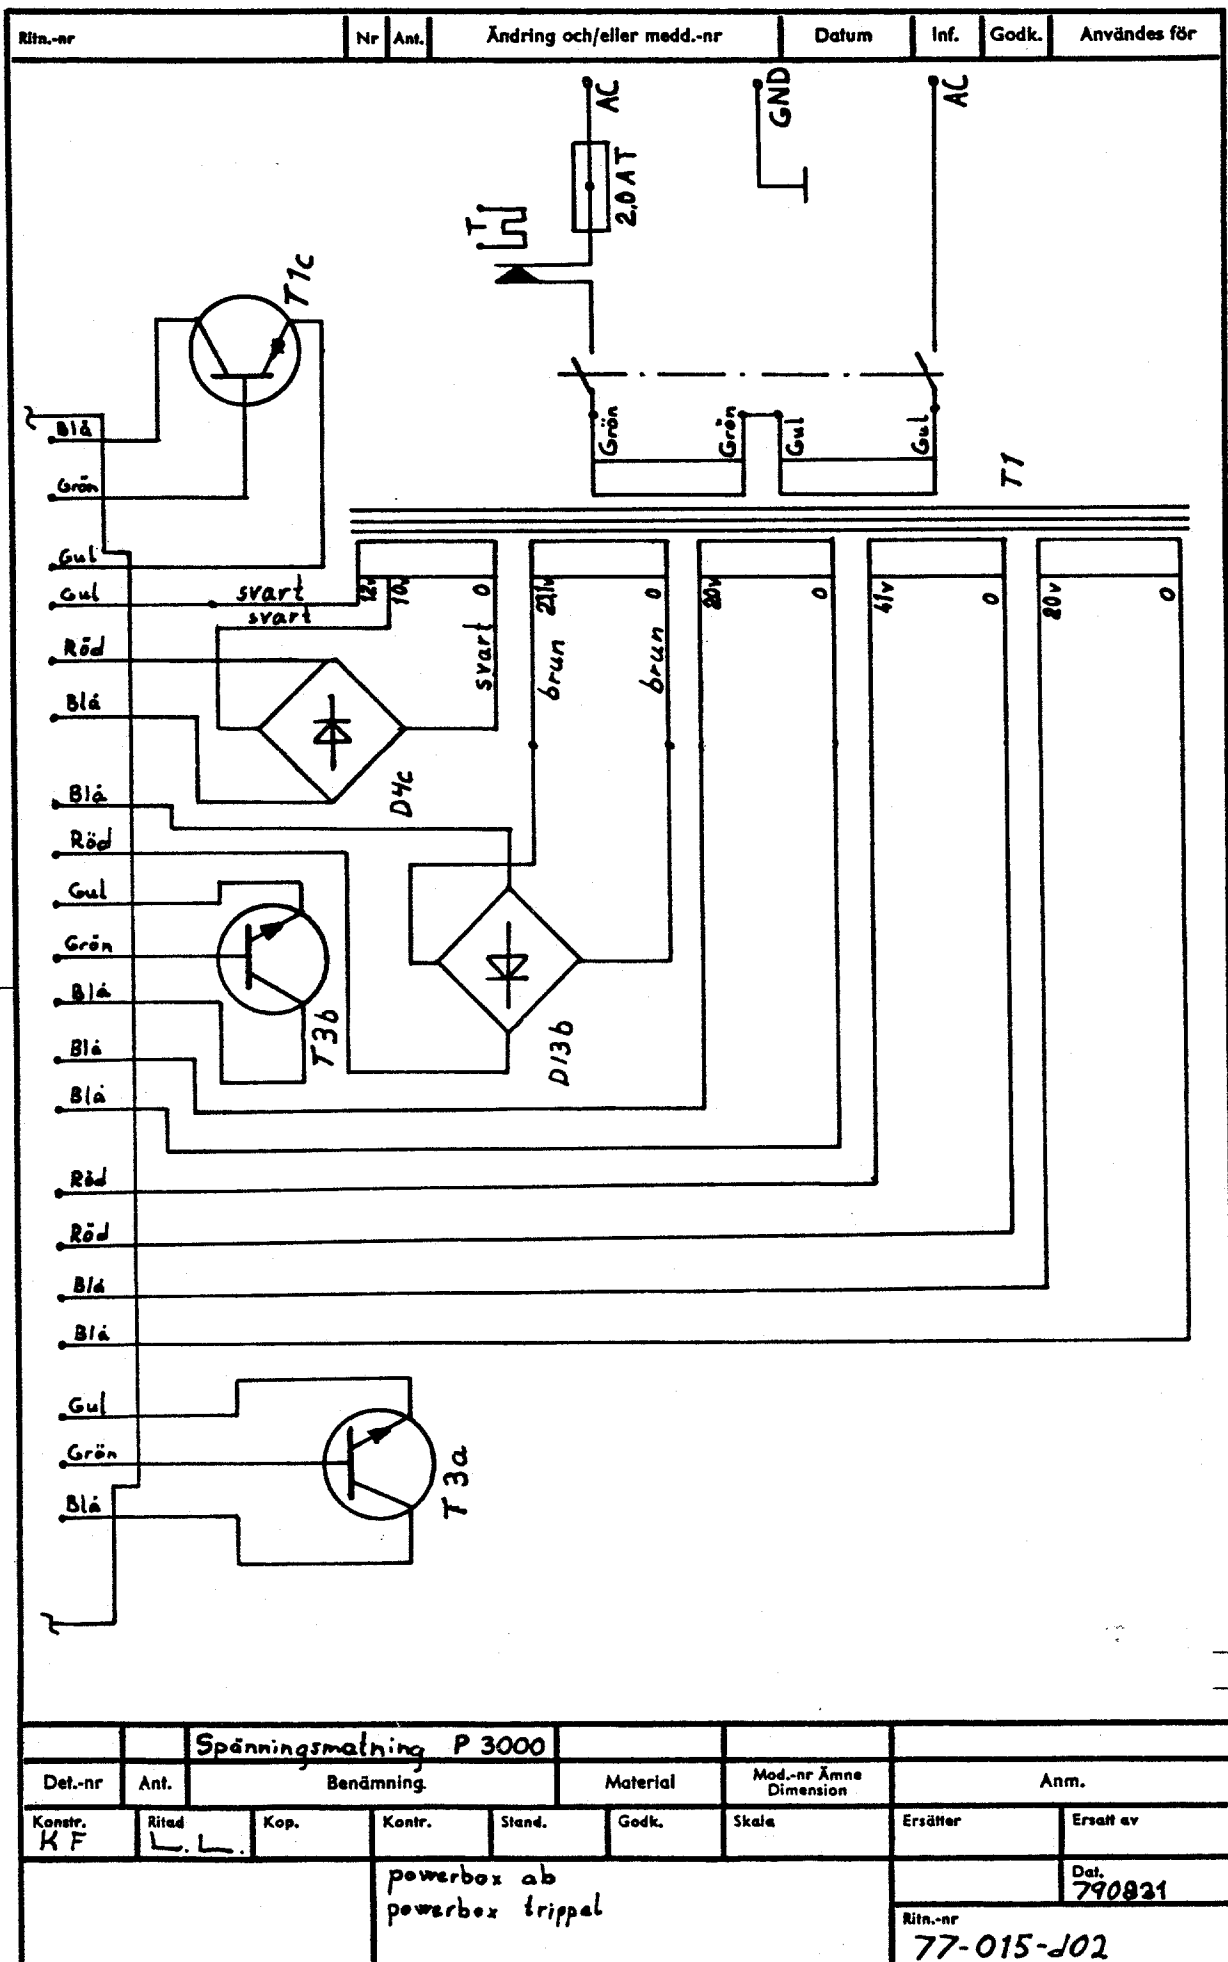 Ritn.-nr Nr Ant. Ändring och/eller medd.-nr Datum Inf. Godk. Användes för
AC
GND
AC
2,0 A T
T
T1c
Grön
Grön
Gul
Gul
T1
Blå
Grön
Gul
Gul
svart
svart
12v
10v
0
svart
21v
0
brun
brun
20v
0
41v
0
20v
0
Röd
Blå
D4c
Blå
Röd
Gul
Grön
Blå
T3b
D13b
Blå
Blå
Röd
Röd
Blå
Blå
Gul
Grön
Blå
T3a
Spänningsmatning P 3000
Det.-nr Ant. Benämning Material Mod.-nr Ämne Dimension Anm.
Konstr. Ritad Kop. Kontr. Stand. Godk. Skala Ersätter Ersatt av
KF L.L.
powerbox ab
powerbox trippel
Dat.
790821
Ritn.-nr
77-015-d02